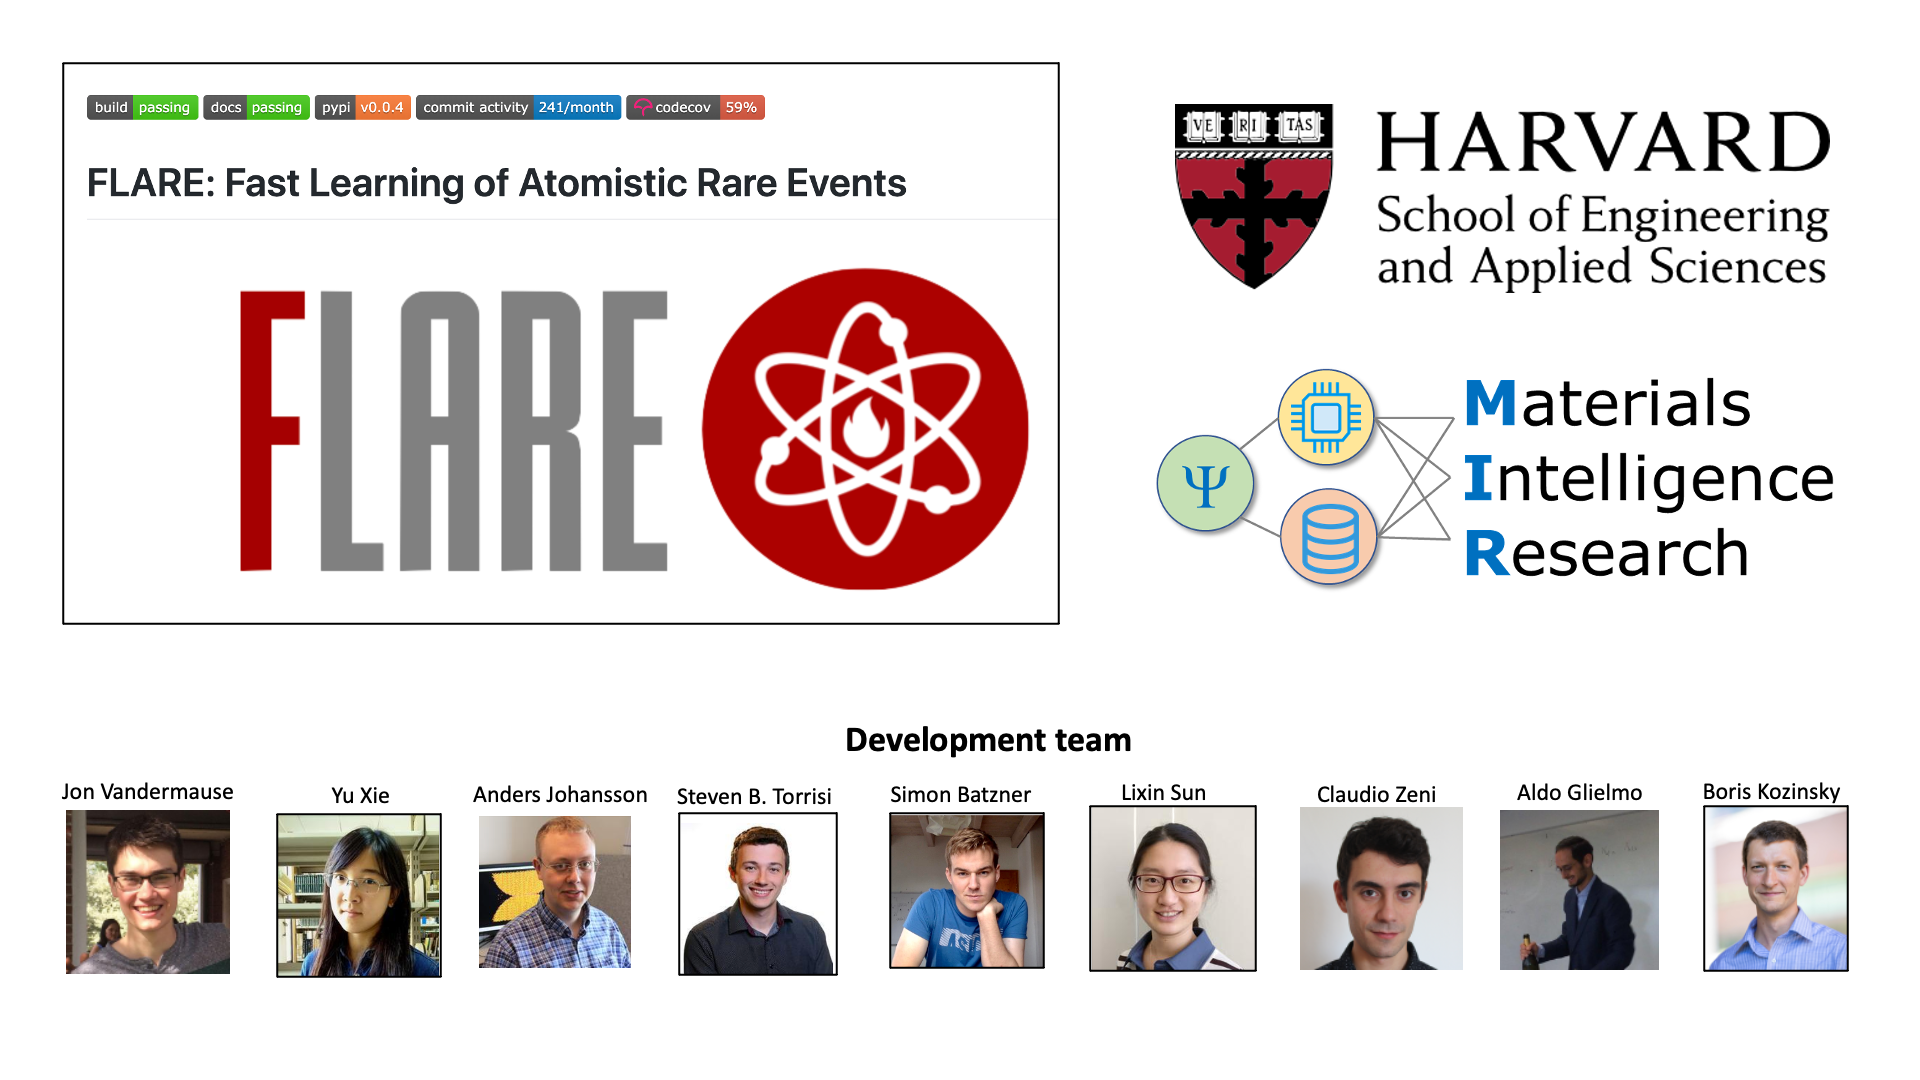 build passing docs passing pypi v0.0.4 commit activity 241/month codecov 59%
FLARE: Fast Learning of Atomistic Rare Events
FLARE
VE RI TAS
HARVARD
School of Engineering
and Applied Sciences
Ψ
Materials
Intelligence
Research
Development team
Jon Vandermause
Yu Xie
Anders Johansson
Steven B. Torrisi
Simon Batzner
Lixin Sun
Claudio Zeni
Aldo Glielmo
Boris Kozinsky